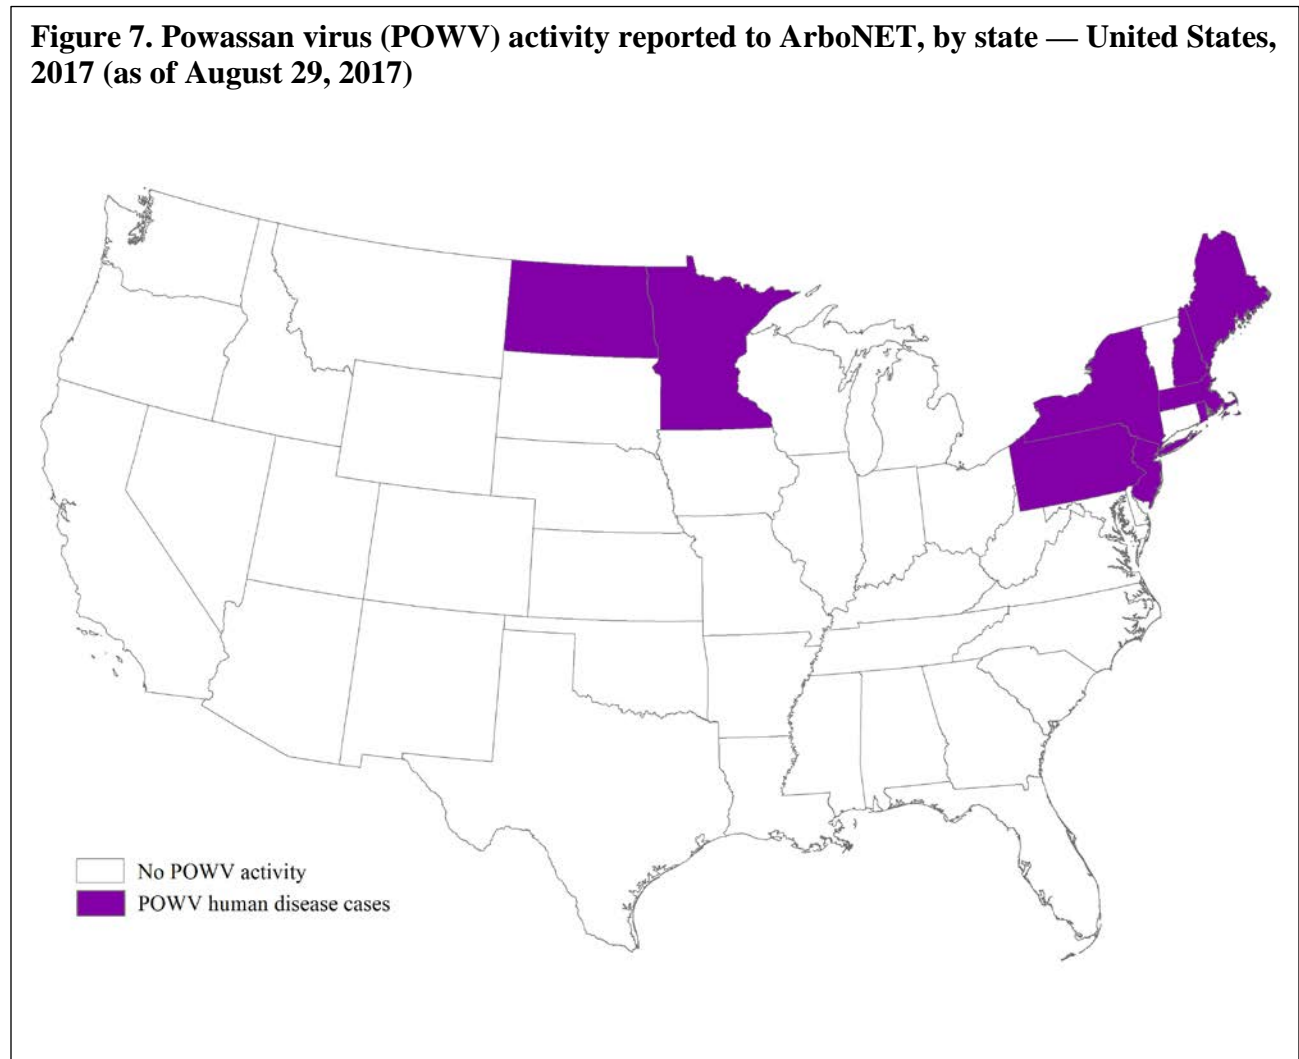 Figure 7. Powassan virus (POWV) activity reported to ArboNET, by state — United States,
2017 (as of August 29, 2017)
No POWV activity
POWV human disease cases